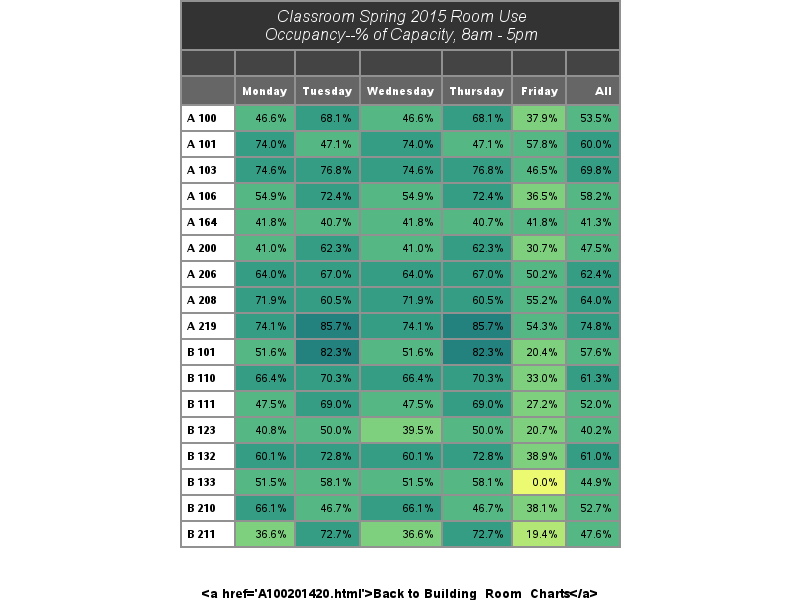 Classroom Spring 2015 Room Use
Occupancy--% of Capacity, 8am - 5pm
Monday Tuesday Wednesday Thursday Friday All
A 100 46.6% 68.1% 46.6% 68.1% 37.9% 53.5%
A 101 74.0% 47.1% 74.0% 47.1% 57.8% 60.0%
A 103 74.6% 76.8% 74.6% 76.8% 46.5% 69.8%
A 106 54.9% 72.4% 54.9% 72.4% 36.5% 58.2%
A 164 41.8% 40.7% 41.8% 40.7% 41.8% 41.3%
A 200 41.0% 62.3% 41.0% 62.3% 30.7% 47.5%
A 206 64.0% 67.0% 64.0% 67.0% 50.2% 62.4%
A 208 71.9% 60.5% 71.9% 60.5% 55.2% 64.0%
A 219 74.1% 85.7% 74.1% 85.7% 54.3% 74.8%
B 101 51.6% 82.3% 51.6% 82.3% 20.4% 57.6%
B 110 66.4% 70.3% 66.4% 70.3% 33.0% 61.3%
B 111 47.5% 69.0% 47.5% 69.0% 27.2% 52.0%
B 123 40.8% 50.0% 39.5% 50.0% 20.7% 40.2%
B 132 60.1% 72.8% 60.1% 72.8% 38.9% 61.0%
B 133 51.5% 58.1% 51.5% 58.1% 0.0% 44.9%
B 210 66.1% 46.7% 66.1% 46.7% 38.1% 52.7%
B 211 36.6% 72.7% 36.6% 72.7% 19.4% 47.6%
<a href='A100201420.html'>Back to Building_Room_Charts</a>